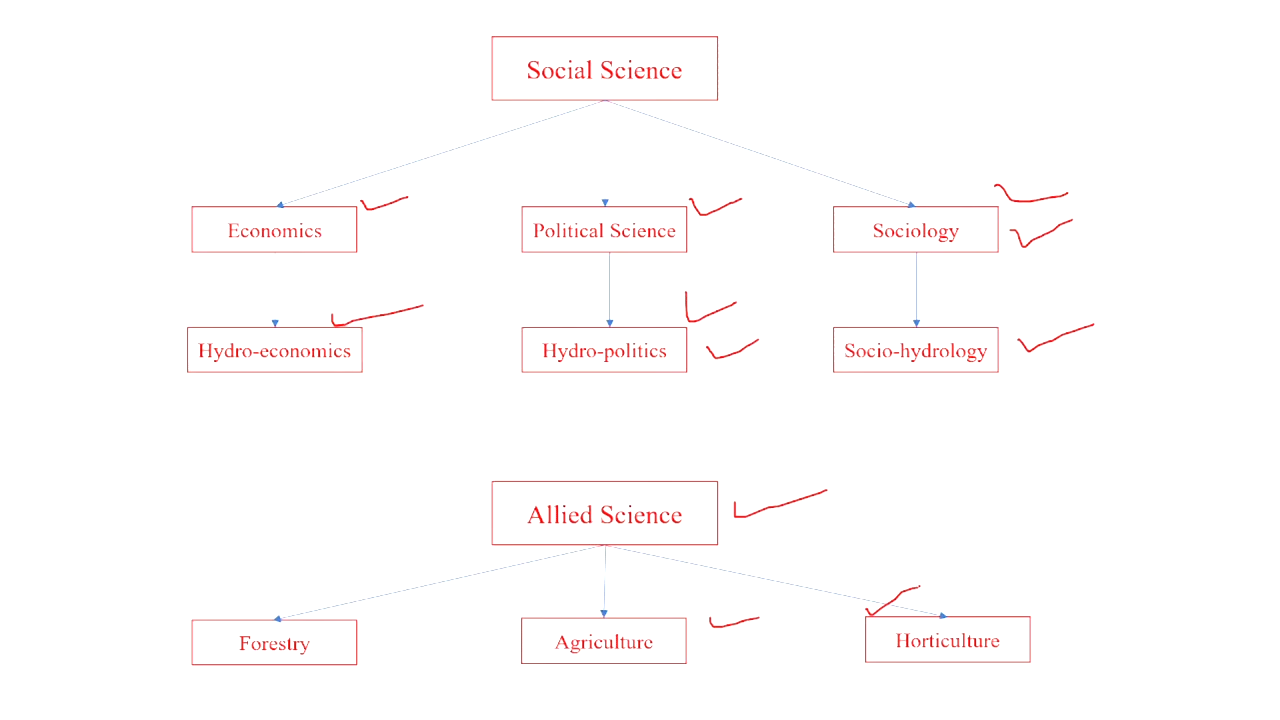 Social Science
Economics
Political Science
Sociology
Hydro-economics
Hydro-politics
Socio-hydrology
Allied Science
Forestry
Agriculture
Horticulture